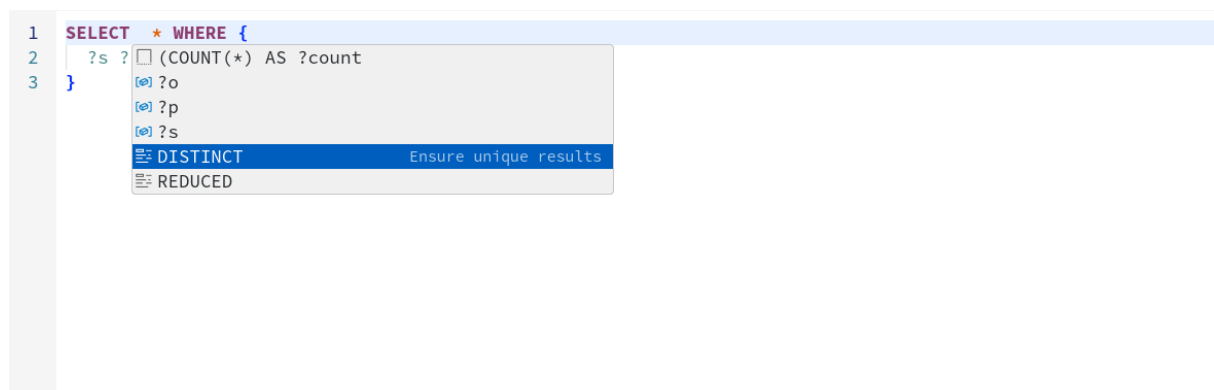 1 SELECT  * WHERE {
2 ?s ?
3 }
(COUNT(*) AS ?count
?o
?p
?s
DISTINCT Ensure unique results
REDUCED